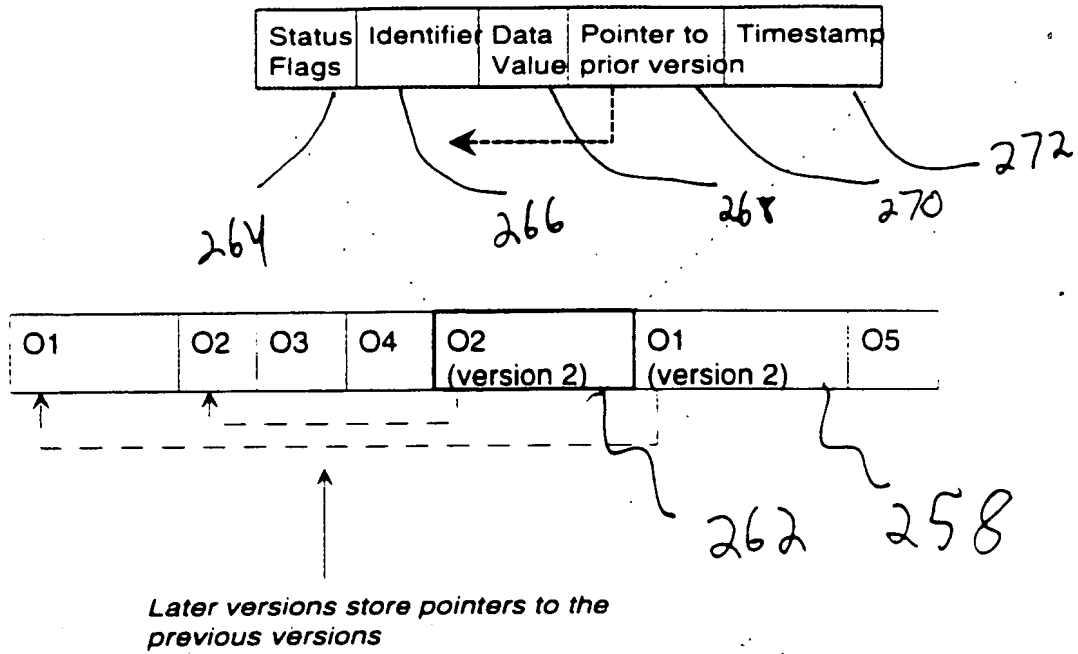 Status Identifier Data Pointer to Timestamp
Flags Value prior version
272
264 266 268 270
O1 O2 O3 O4 O2 O1 O5
(version 2) (version 2)
262 258
Later versions store pointers to the
previous versions